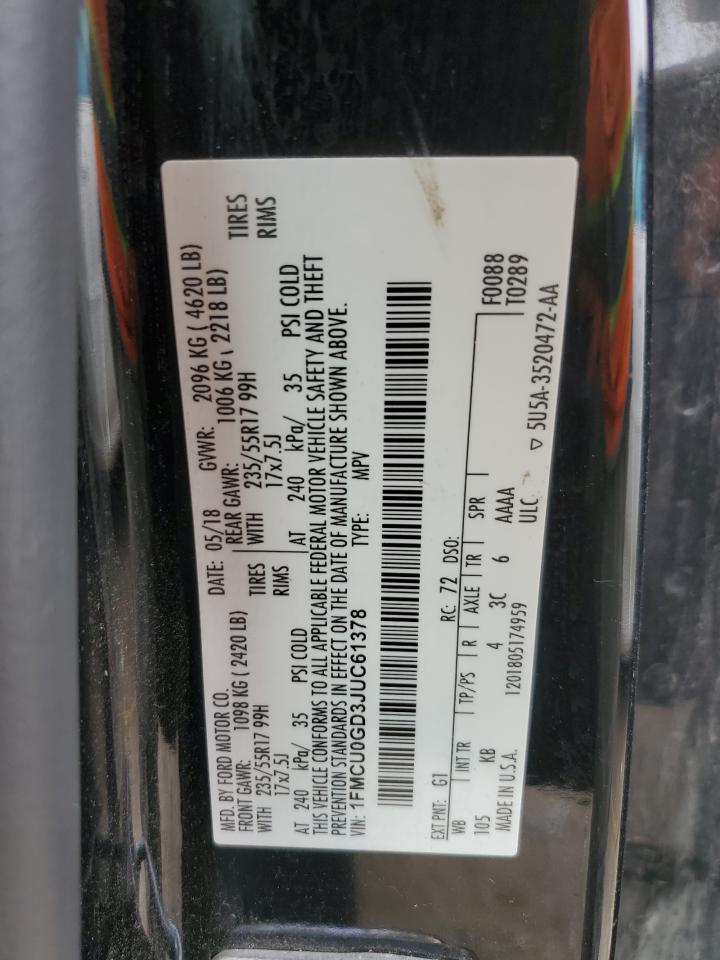 MFD. BY FORD MOTOR CO. DATE: 05/18 GVWR: 2096 KG ( 4620 LB)
FRONT GAWR: 1098 KG ( 2420 LB) REAR GAWR: 1006 KG ( 2218 LB)
WITH 235/55R17 99H TIRES WITH 235/55R17 99H TIRES
17x7.5J RIMS 17x7.5J RIMS
AT 240 kPa/ 35 PSI COLD AT 240 kPa/ 35 PSI COLD
THIS VEHICLE CONFORMS TO ALL APPLICABLE FEDERAL MOTOR VEHICLE SAFETY AND THEFT
PREVENTION STANDARDS IN EFFECT ON THE DATE OF MANUFACTURE SHOWN ABOVE.
VIN: 1FMCU0GD3JUC61378 TYPE: MPV
EXT PNT: G1 RC: 72 DSO: F0088
T0289
WB INT TR TP/PS R AXLE TR SPR
105 KB 4 3C 6 AAAA
ULC ▽ 5U5A-3520472-AA
MADE IN U.S.A. 1201805174959